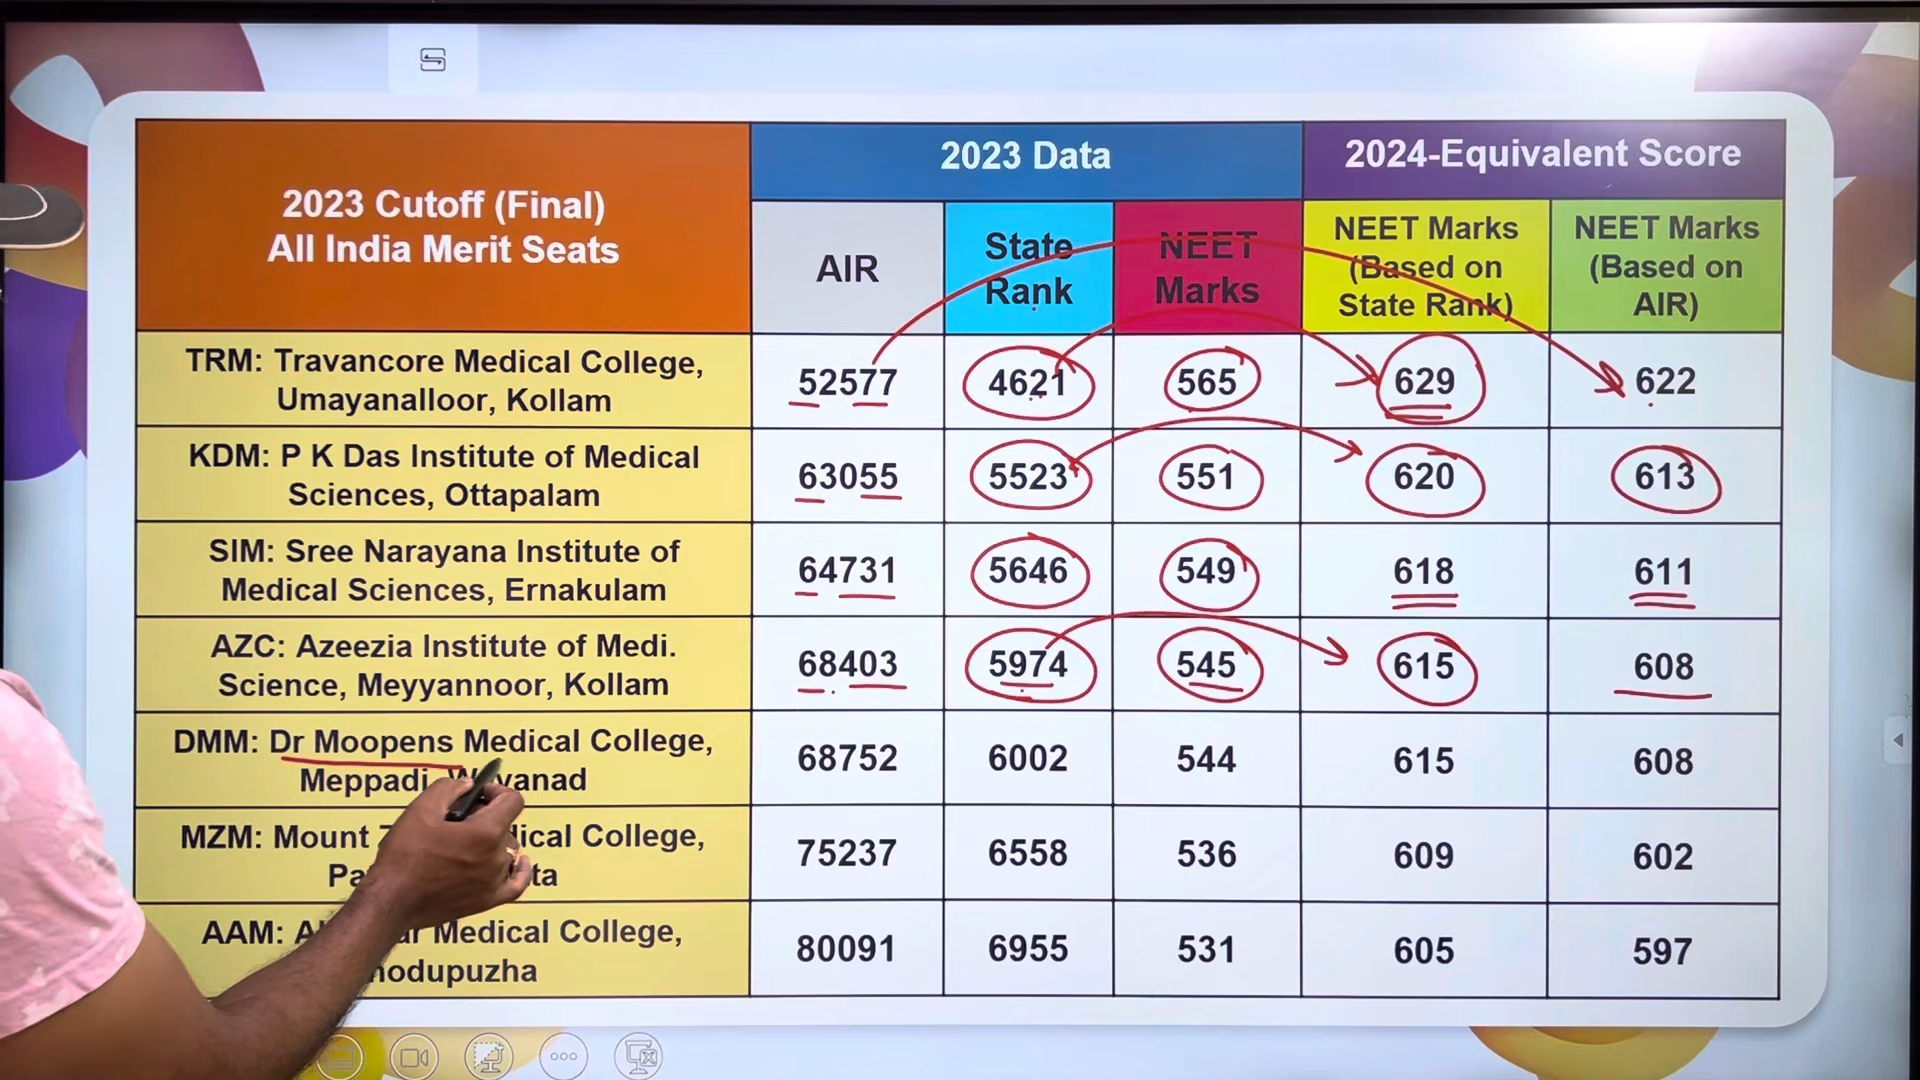 2023 Cutoff (Final)
All India Merit Seats
2023 Data
2024-Equivalent Score
AIR
State
Rank
NEET
Marks
NEET Marks
(Based on
State Rank)
NEET Marks
(Based on
AIR)
TRM: Travancore Medical College,
Umayanalloor, Kollam
52577 4621 565 629 622
KDM: P K Das Institute of Medical
Sciences, Ottapalam
63055 5523 551 620 613
SIM: Sree Narayana Institute of
Medical Sciences, Ernakulam
64731 5646 549 618 611
AZC: Azeezia Institute of Medi.
Science, Meyyannoor, Kollam
68403 5974 545 615 608
DMM: Dr Moopens Medical College,
Meppadi
68752 6002 544 615 608
MZM: Mount College,
75237 6558 536 609 602
AAM: Medical College,
80091 6955 531 605 597